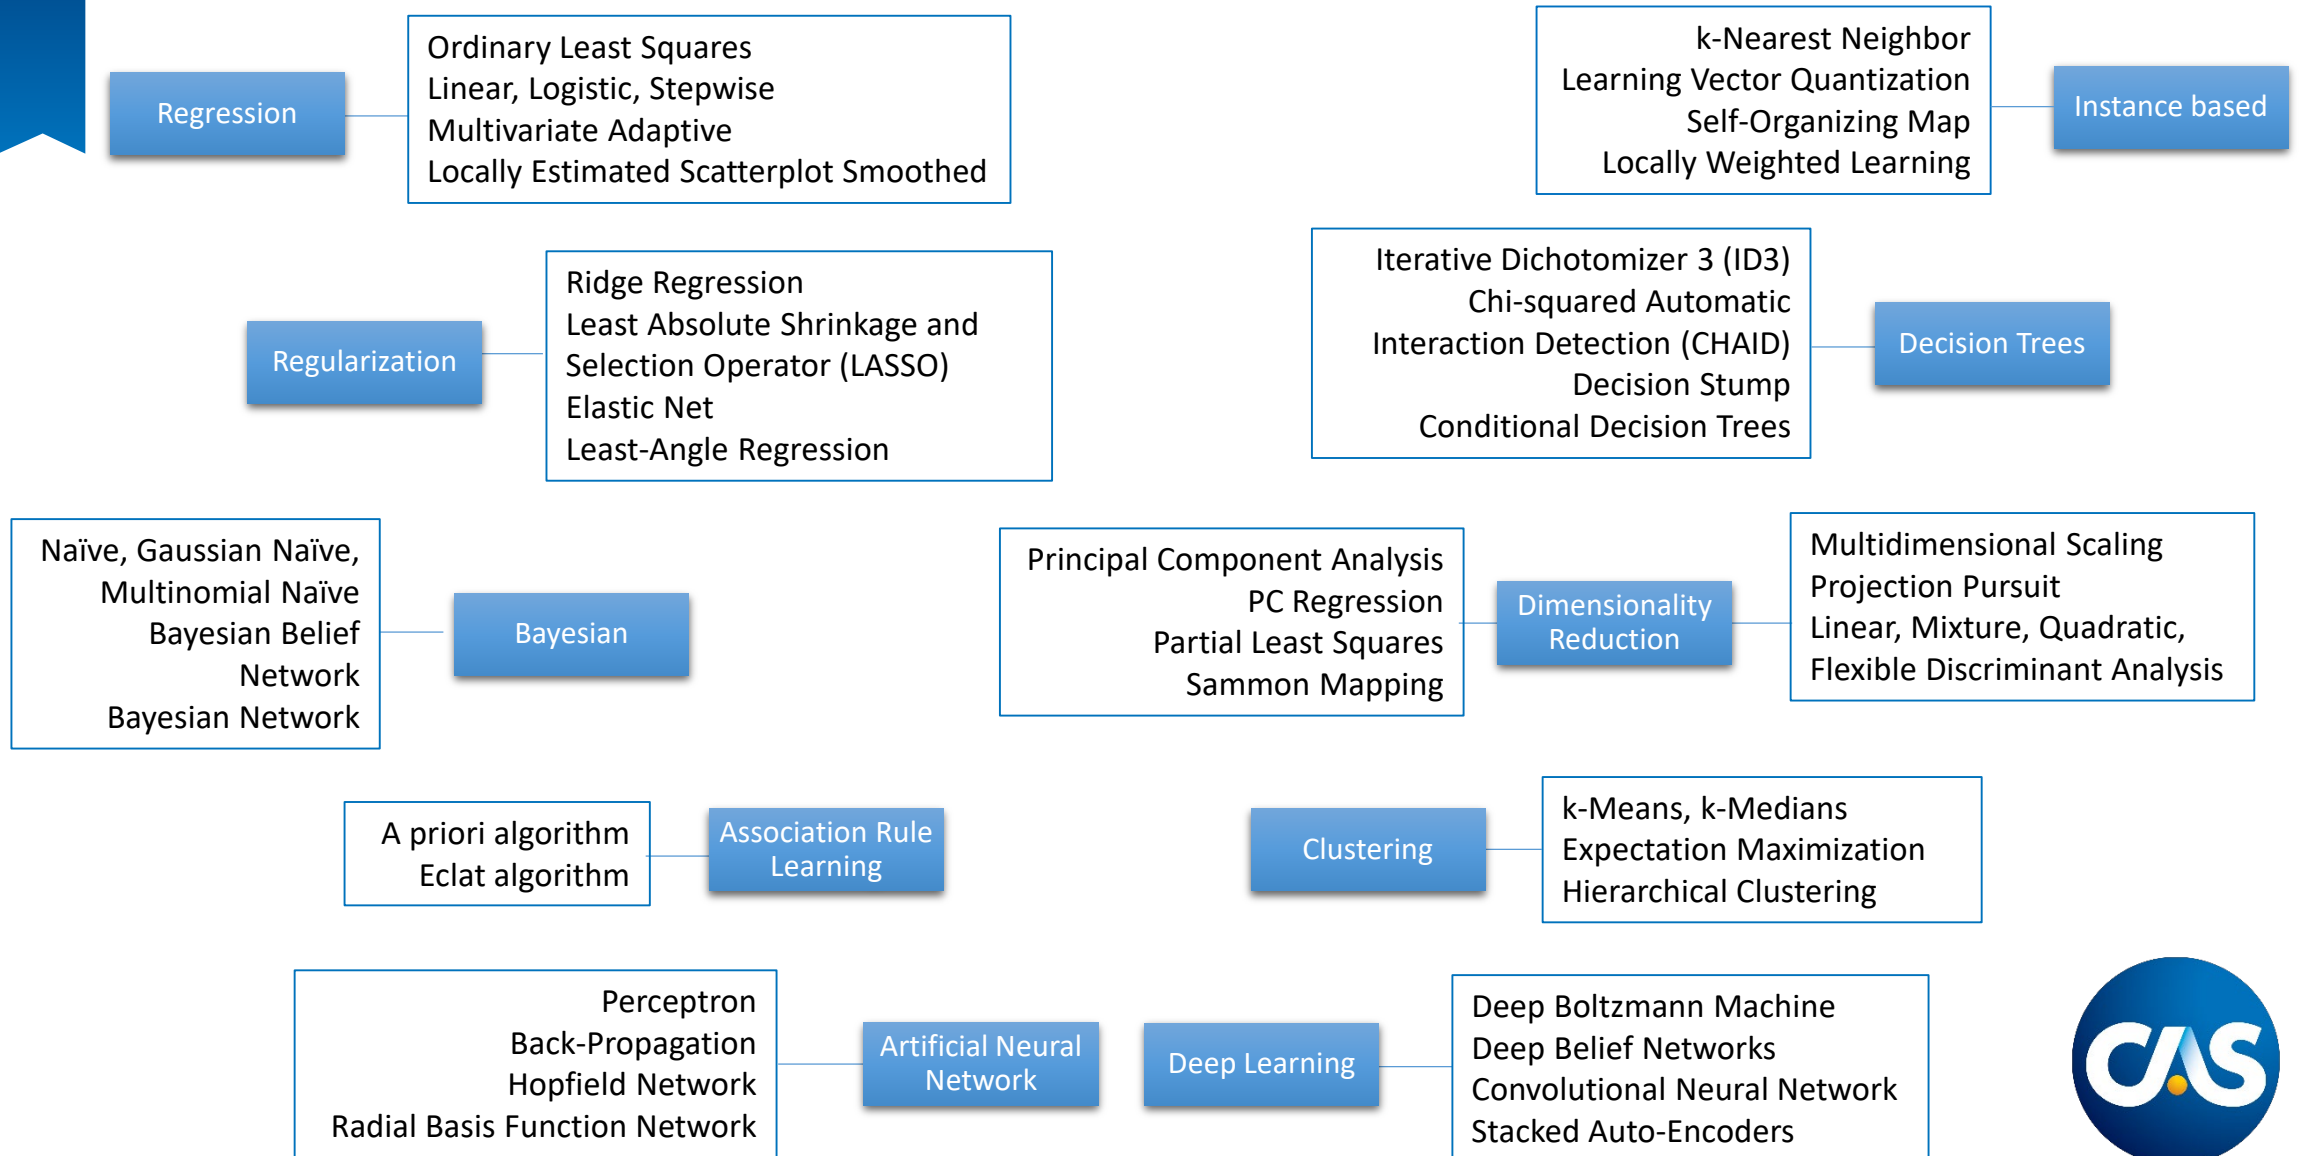 Regression
Ordinary Least Squares
Linear, Logistic, Stepwise
Multivariate Adaptive
Locally Estimated Scatterplot Smoothed
k-Nearest Neighbor
Learning Vector Quantization
Self-Organizing Map
Locally Weighted Learning
Instance based
Regularization
Ridge Regression
Least Absolute Shrinkage and
Selection Operator (LASSO)
Elastic Net
Least-Angle Regression
Iterative Dichotomizer 3 (ID3)
Chi-squared Automatic
Interaction Detection (CHAID)
Decision Stump
Conditional Decision Trees
Decision Trees
Naïve, Gaussian Naïve,
Multinomial Naïve
Bayesian Belief
Network
Bayesian Network
Bayesian
Principal Component Analysis
PC Regression
Partial Least Squares
Sammon Mapping
Dimensionality
Reduction
Multidimensional Scaling
Projection Pursuit
Linear, Mixture, Quadratic,
Flexible Discriminant Analysis
A priori algorithm
Eclat algorithm
Association Rule
Learning
Clustering
k-Means, k-Medians
Expectation Maximization
Hierarchical Clustering
Perceptron
Back-Propagation
Hopfield Network
Radial Basis Function Network
Artificial Neural
Network
Deep Learning
Deep Boltzmann Machine
Deep Belief Networks
Convolutional Neural Network
Stacked Auto-Encoders
CAS